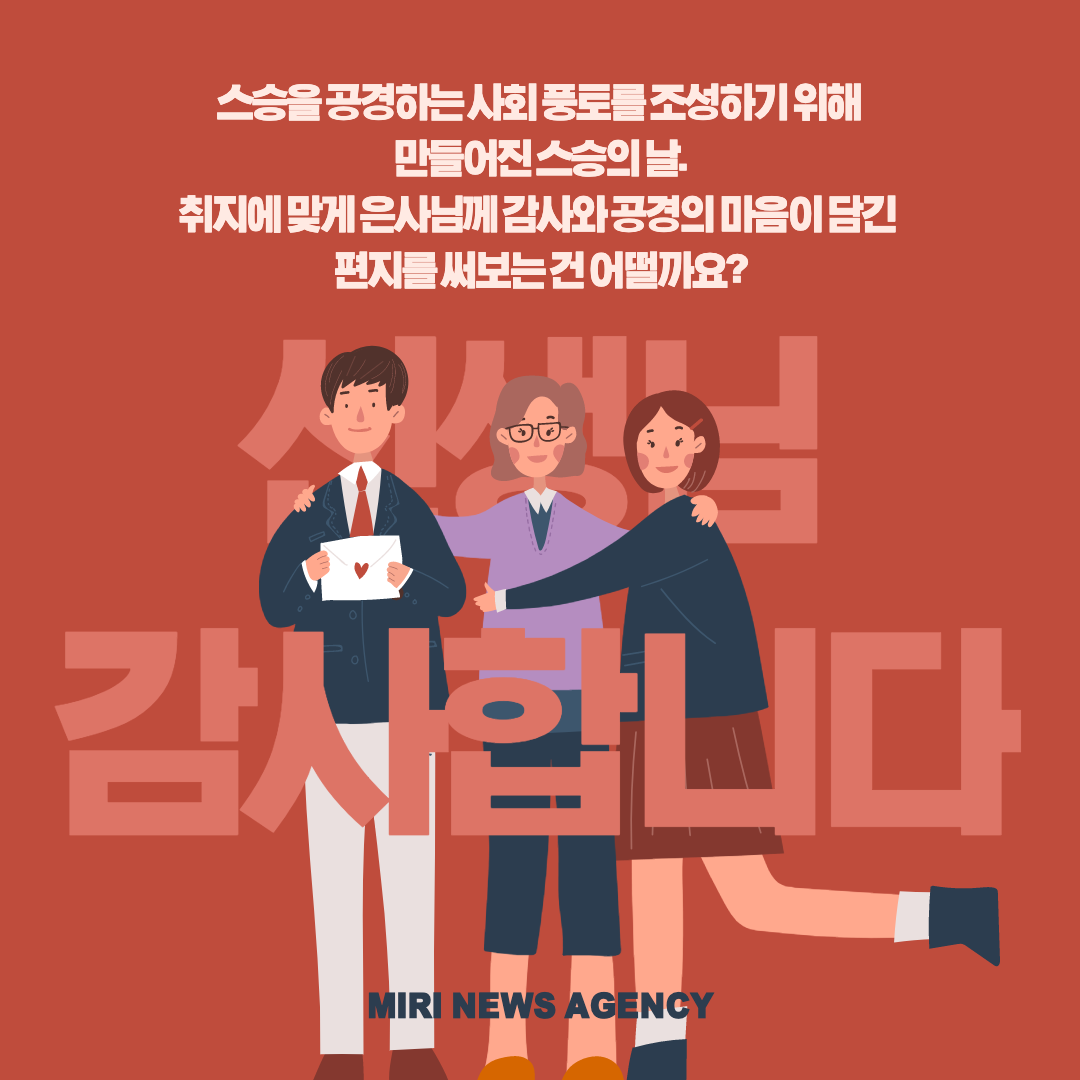 스승을 공경하는 사회 풍토를 조성하기 위해
만들어진 스승의 날.
취지에 맞게 은사님께 감사와 공경의 마음이 담긴
편지를 써보는 건 어떨까요?
선생님
감사합니다
MIRI NEWS AGENCY